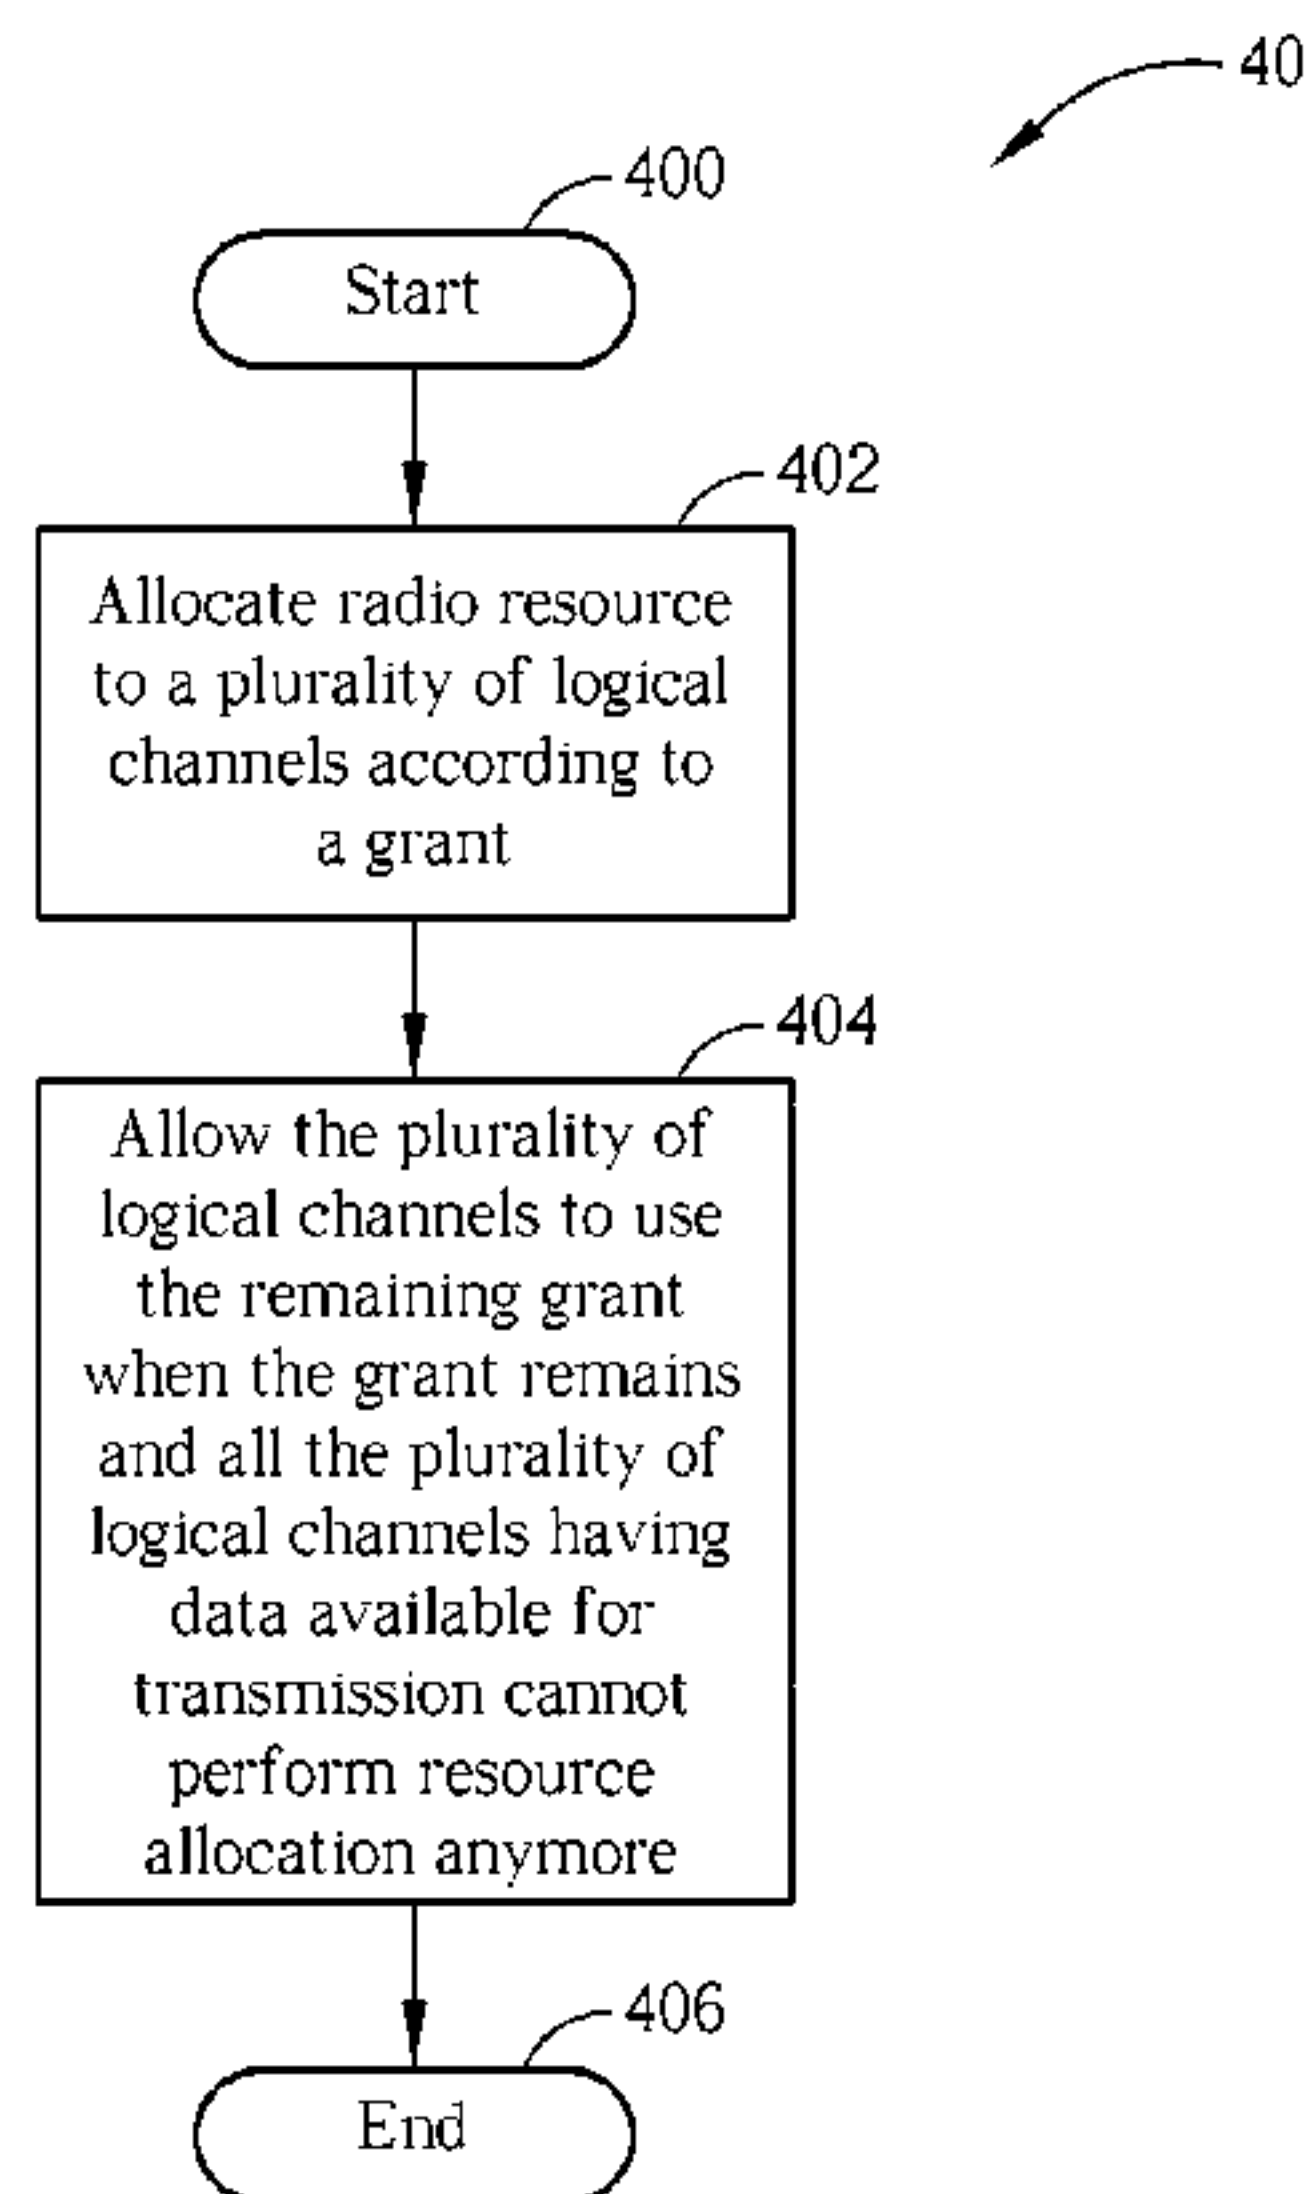 40
400
Start
402
Allocate radio resource
to a plurality of logical
channels according to
a grant
404
Allow the plurality of
logical channels to use
the remaining grant
when the grant remains
and all the plurality of
logical channels having
data available for
transmission cannot
perform resource
allocation anymore
406
End